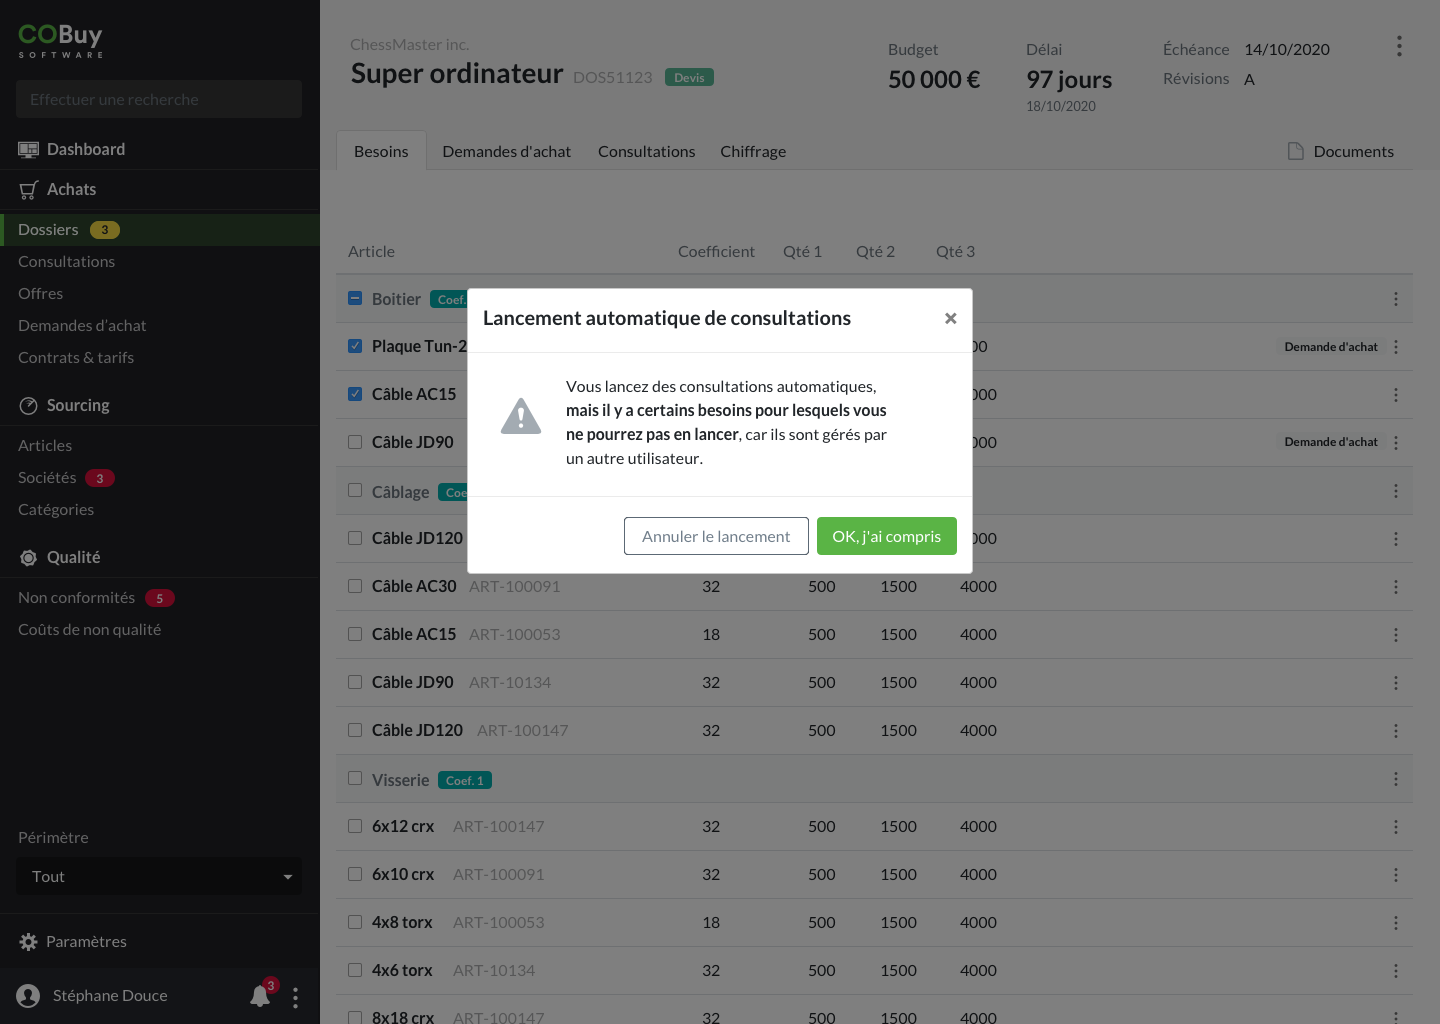 COBuy
SOFTWARE
Effectuer une recherche
Dashboard
Achats
Dossiers 3
Consultations
Offres
Demandes d'achat
Contrats & tarifs
Sourcing
Articles
Sociétés 3
Catégories
Qualité
Non conformités 5
Coûts de non qualité
Périmètre
Tout
Paramètres
Stéphane Douce 3
ChessMaster inc.
Super ordinateur DOS51123 Devis
Budget
50 000 €
Délai
97 jours
18/10/2020
Échéance 14/10/2020
Révisions A
Besoins Demandes d'achat Consultations Chiffrage Documents
Article Coefficient Qté 1 Qté 2 Qté 3
Boitier Coef.
Plaque Tun-2 00 Demande d'achat
Câble AC15 000
Câble JD90 000 Demande d'achat
Câblage Coe
Câble JD120 000
Lancement automatique de consultations ×
Vous lancez des consultations automatiques,
mais il y a certains besoins pour lesquels vous
ne pourrez pas en lancer, car ils sont gérés par
un autre utilisateur.
Annuler le lancement OK, j'ai compris
Câble AC30 ART-100091 32 500 1500 4000
Câble AC15 ART-100053 18 500 1500 4000
Câble JD90 ART-10134 32 500 1500 4000
Câble JD120 ART-100147 32 500 1500 4000
Visserie Coef. 1
6x12 crx ART-100147 32 500 1500 4000
6x10 crx ART-100091 32 500 1500 4000
4x8 torx ART-100053 18 500 1500 4000
4x6 torx ART-10134 32 500 1500 4000
8x18 crx ART-100147 32 500 1500 4000